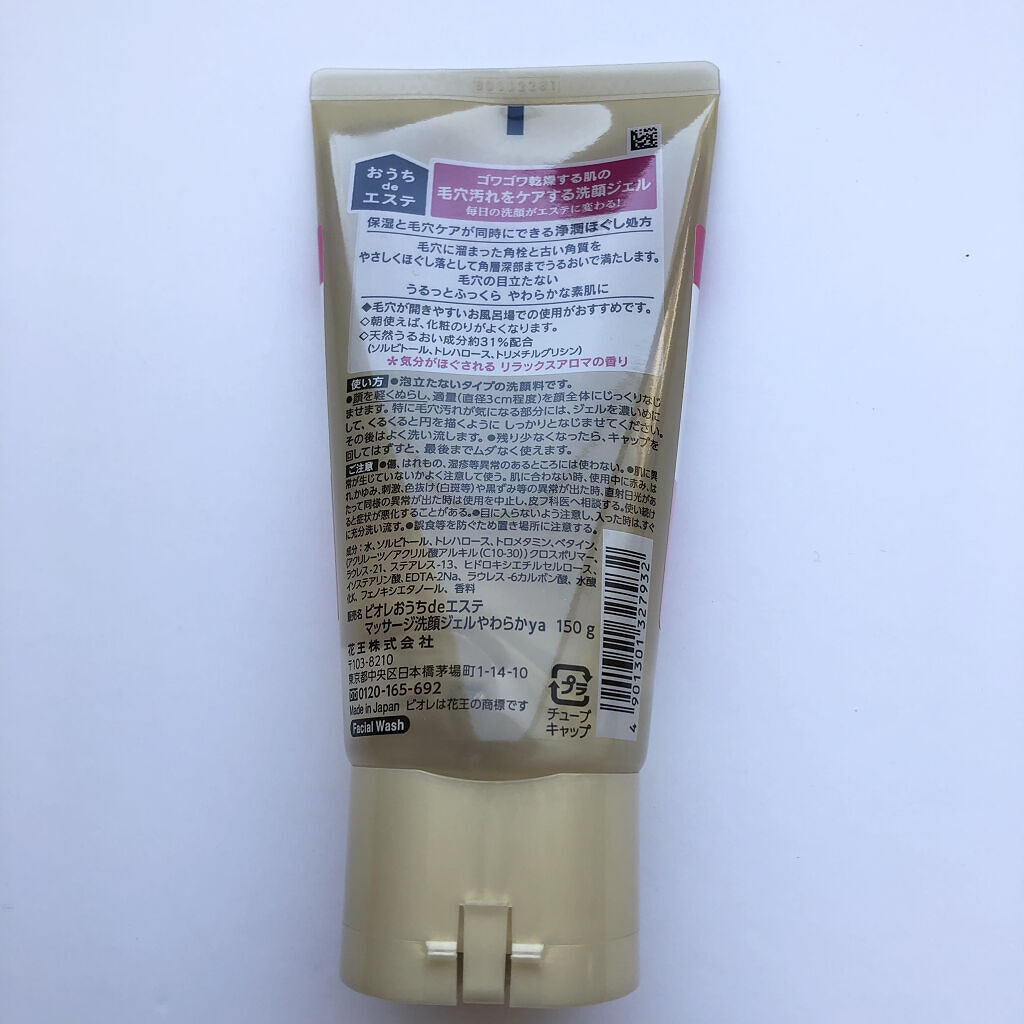 おうち
de
エステ
ゴワゴワ乾燥する肌の
毛穴汚れをケアする洗顔ジェル
毎日の洗顔がエステに変わる!
保湿と毛穴ケアが同時にできる浄潤ほぐし処方
毛穴に溜まった角栓と古い角質を
やさしくほぐし落として角層深部までうるおいで満たします。
毛穴の目立たない
うるっとふっくら やわらかな素肌に
◆毛穴が開きやすいお風呂場での使用がおすすめです。
◇朝使えば、化粧のりがよくなります。
◇天然うるおい成分約31%配合
(ソルビトール、トレハロース、トリメチルグリシン)
*気分がほぐされる リラックスアロマの香り
使い方 ●泡立たないタイプの洗顔料です。
●顔を軽くぬらし、適量(直径3cm程度)を顔全体にじっくりなじ
ませます。特に毛穴汚れが気になる部分には、ジェルを濃いめに
して、くるくると円を描くように しっかりとなじませてください。
その後はよく洗い流します。●残り少なくなったら、キャップを
回してはずすと、最後までムダなく使えます。
ご注意 ●傷、はれもの、湿疹等異常のあるところには使わない。●肌に異
常が生じていないかよく注意して使う。肌に合わない時、使用中に赤み、は
れ、かゆみ、刺激、色抜け(白斑等)や黒ずみ等の異常が出た時、直射日光があ
たって同様の異常が出た時は使用を中止し、皮フ科医へ相談する。使い続け
ると症状が悪化することがある。●目に入らないよう注意し、入った時は、すぐ
に充分洗い流す。●誤食等を防ぐため置き場所に注意する。
成分:水、ソルビトール、トレハロース、トロメタミン、ベタイン、
(アクリレーツ/アクリル酸アルキル(C10-30))クロスポリマー、
ラウレス-21、ステアレス-13、ヒドロキシエチルセルロース、
イソステアリン酸、EDTA-2Na、ラウレス-6カルボン酸、水酸
化K、フェノキシエタノール、香料
販売名 ビオレおうちdeエステ
マッサージ洗顔ジェルやわらかya 150g
花王株式会社
〒103-8210
東京都中央区日本橋茅場町1-14-10
0120-165-692
Made in Japan ビオレは花王の商標です
Facial Wash
プラ
チューブ
キャップ
4 901301 327932